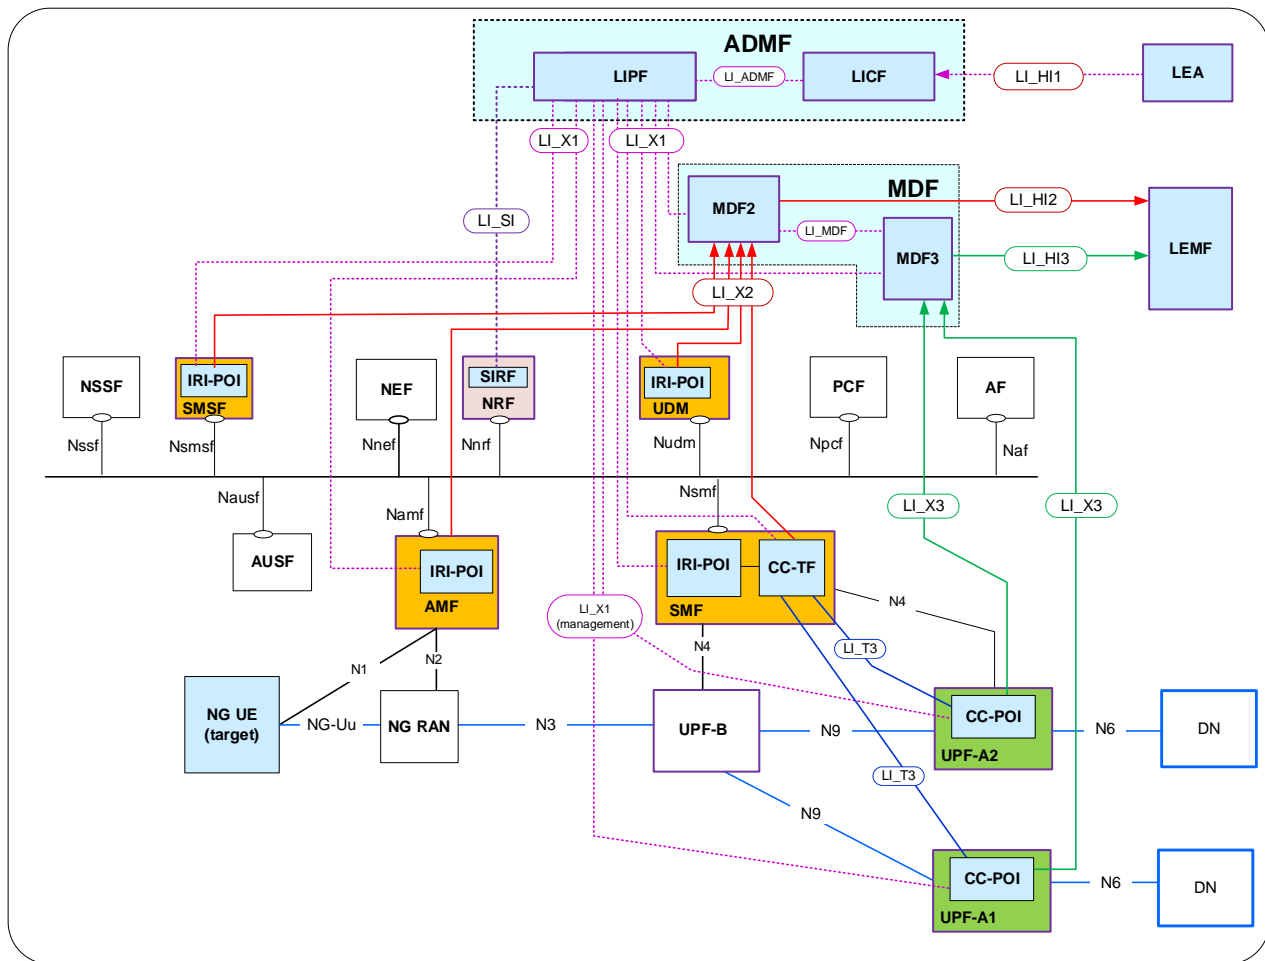 ADMF
LIPF
LI_ADMF
LICF
LI_HI1
LEA
LI_X1
LI_X1
MDF
MDF2
LI_HI2
LI_SI
LI_MDF
MDF3
LI_HI3
LEMF
LI_X2
NSSF
IRI-POI
SMSF
NEF
SIRF
NRF
IRI-POI
UDM
PCF
AF
Nssf
Nsmsf
Nnef
Nnrf
Nudm
Npcf
Naf
Nausf
Namf
Nsmf
LI_X3
LI_X3
AUSF
IRI-POI
AMF
IRI-POI
CC-TF
SMF
LI_X1
(management)
N4
LI_T3
N1
N2
N4
NG UE
(target)
NG-Uu
NG RAN
N3
UPF-B
N9
CC-POI
UPF-A2
N6
DN
LI_T3
N9
CC-POI
UPF-A1
N6
DN